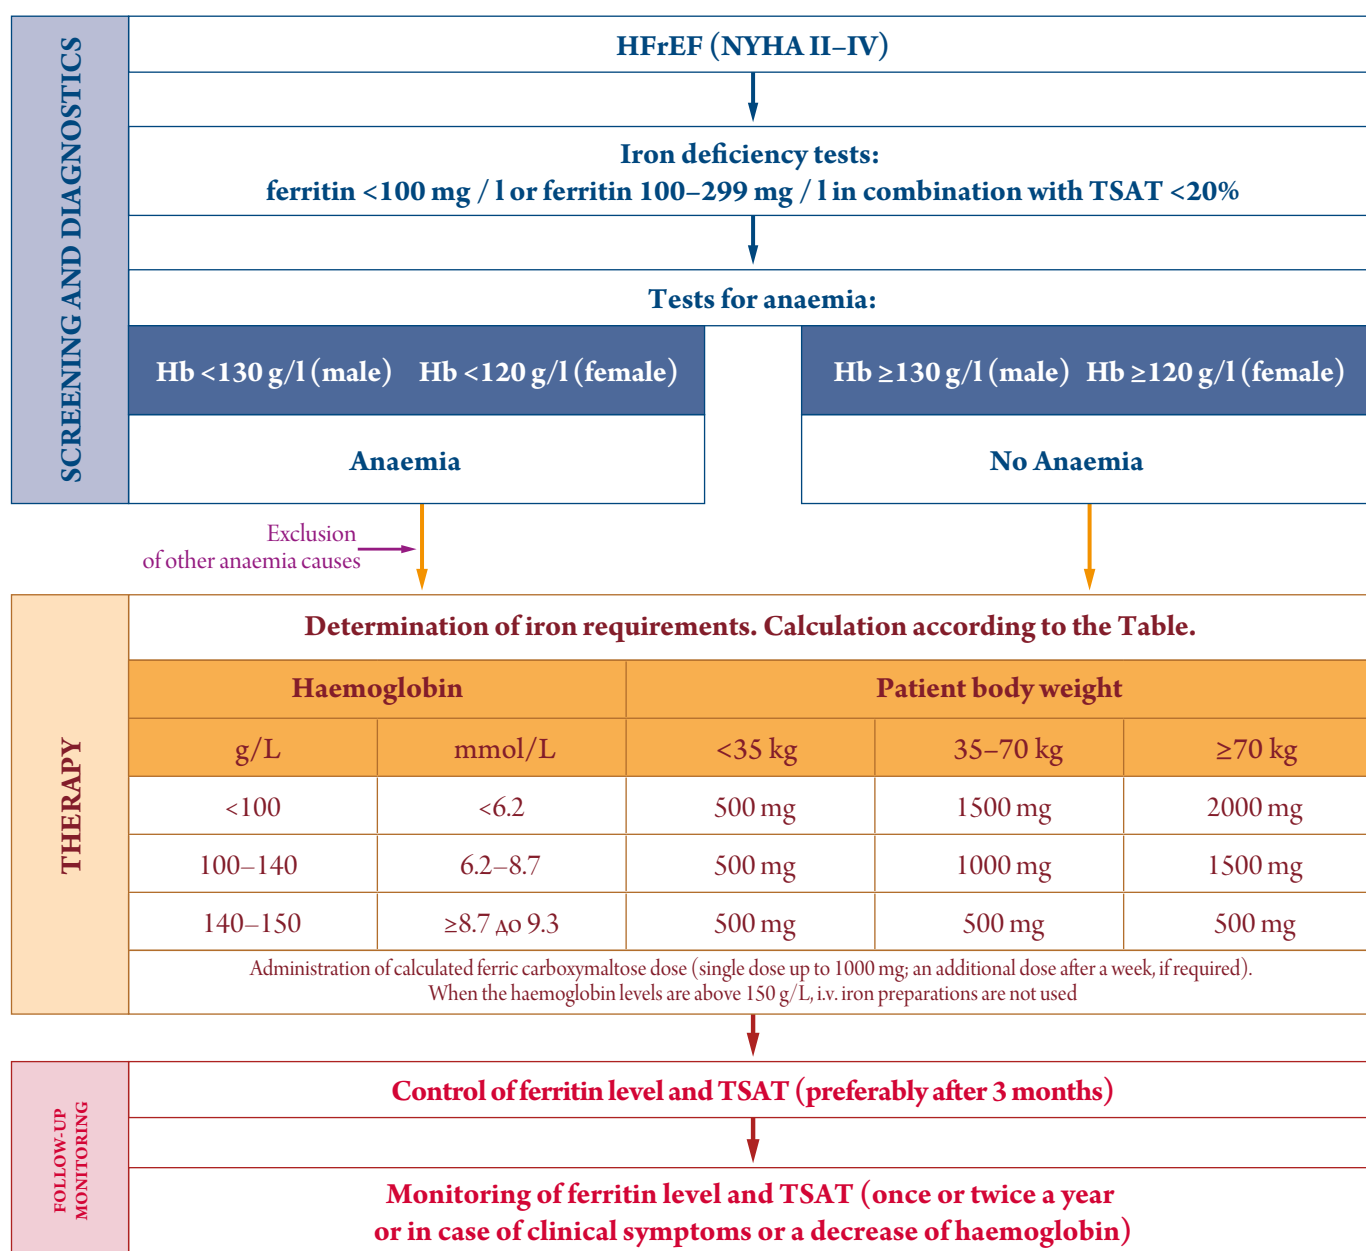 SCREENING AND DIAGNOSTICS
HFrEF (NYHA II–IV)
Iron deficiency tests:
ferritin <100 mg / l or ferritin 100–299 mg / l in combination with TSAT <20%
Tests for anaemia:
Hb <130 g/l (male) Hb <120 g/l (female)
Hb ≥130 g/l (male) Hb ≥120 g/l (female)
Anaemia
No Anaemia
Exclusion
of other anaemia causes
THERAPY
Determination of iron requirements. Calculation according to the Table.
Haemoglobin Patient body weight
g/L mmol/L <35 kg 35–70 kg ≥70 kg
<100 <6.2 500 mg 1500 mg 2000 mg
100–140 6.2–8.7 500 mg 1000 mg 1500 mg
140–150 ≥8.7 до 9.3 500 mg 500 mg 500 mg
Administration of calculated ferric carboxymaltose dose (single dose up to 1000 mg; an additional dose after a week, if required).
When the haemoglobin levels are above 150 g/L, i.v. iron preparations are not used
FOLLOW-UP
MONITORING
Control of ferritin level and TSAT (preferably after 3 months)
Monitoring of ferritin level and TSAT (once or twice a year
or in case of clinical symptoms or a decrease of haemoglobin)